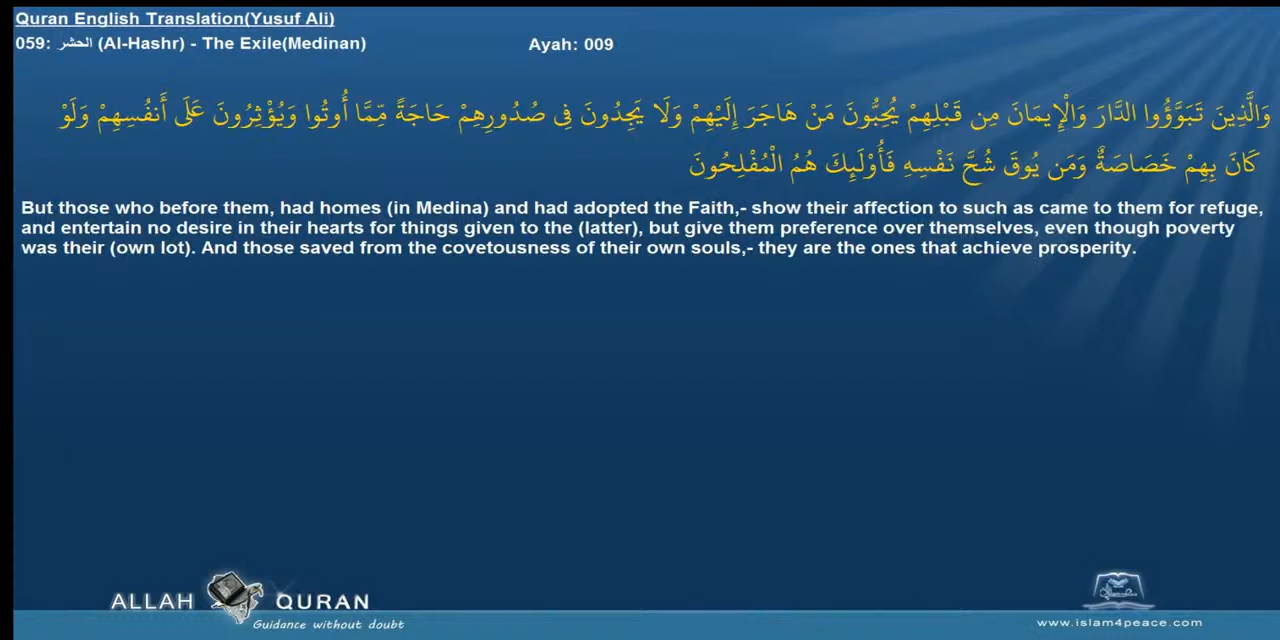 Quran English Translation(Yusuf Ali)
059: الحشر (Al-Hashr) - The Exile(Medinan)
Ayah: 009
وَالَّذِينَ تَبَوَّؤُوا الدَّارَ وَالْإِيمَانَ مِن قَبْلِهِمْ يُحِبُّونَ مَنْ هَاجَرَ إِلَيْهِمْ وَلَا يَجِدُونَ فِي صُدُورِهِمْ حَاجَةً مِّمَّا أُوتُوا وَيُؤْثِرُونَ عَلَى أَنفُسِهِمْ وَلَوْ
كَانَ بِهِمْ خَصَاصَةٌ وَمَن يُوقَ شُحَّ نَفْسِهِ فَأُوْلَئِكَ هُمُ الْمُفْلِحُونَ
But those who before them, had homes (in Medina) and had adopted the Faith,- show their affection to such as came to them for refuge,
and entertain no desire in their hearts for things given to the (latter), but give them preference over themselves, even though poverty
was their (own lot). And those saved from the covetousness of their own souls,- they are the ones that achieve prosperity.
ALLAH QURAN
Guidance without doubt
www.islam4peace.com